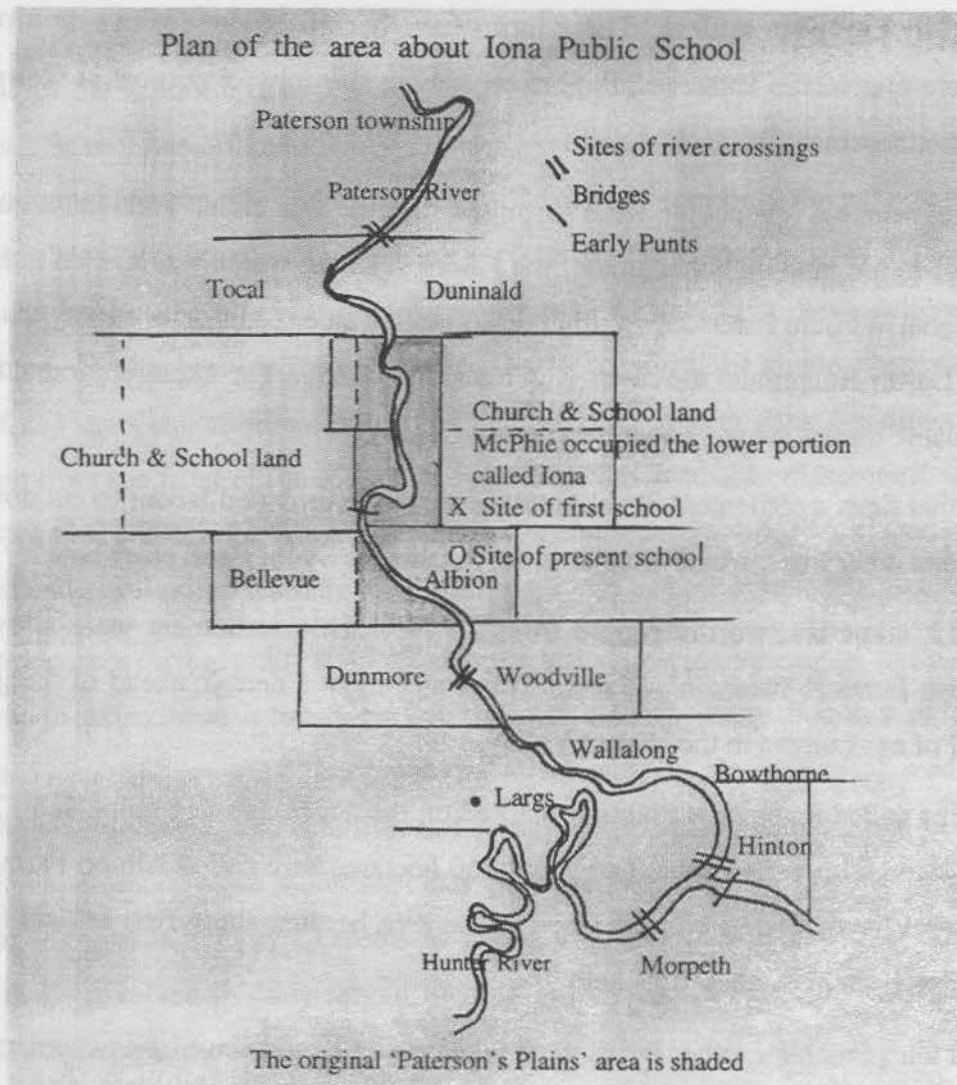 Plan of the area about Iona Public School
Paterson township
Sites of river crossings
Paterson River
Bridges
Early Punts
Tocal
Duninald
Church & School land
McPhie occupied the lower portion
Church & School land
called Iona
X Site of first school
O Site of present school
Bellevue
Albion
Dunmore
Woodville
Wallalong
Bowthorne
• Largs
Hinton
Hunter River
Morpeth
The original 'Paterson's Plains' area is shaded